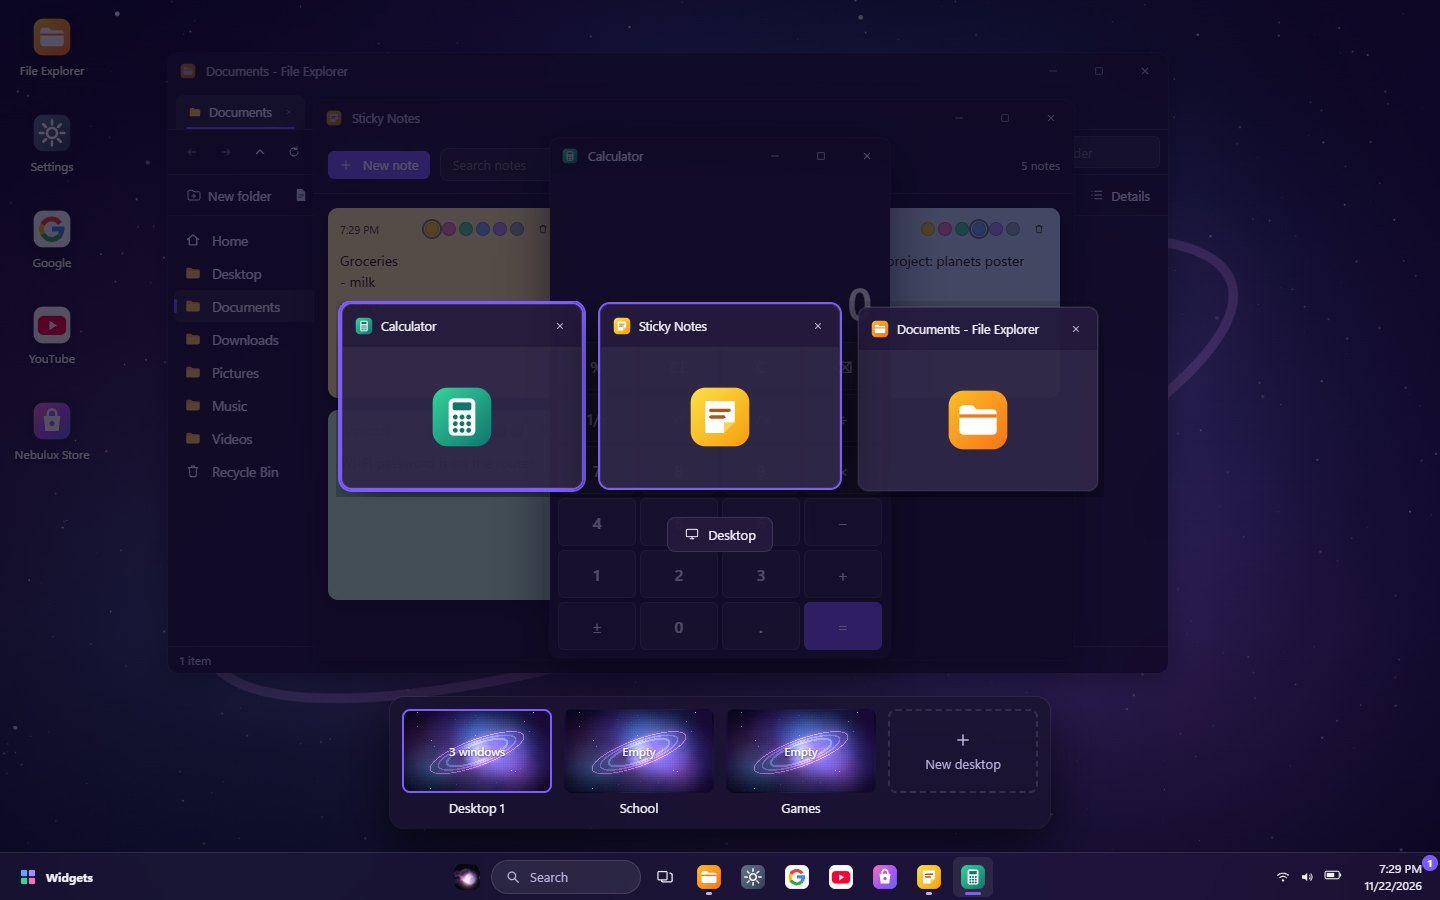 File Explorer
Settings
Google
YouTube
Nebulux Store
Documents - File Explorer
Documents
New folder
Details
Home
Desktop
Documents
Downloads
Pictures
Music
Videos
Recycle Bin
1 item
Sticky Notes
New note
Search notes
5 notes
7:29 PM
Groceries
- milk
project: planets poster
Calculator
0
4
−
1
2
3
+
±
0
.
=
Calculator
Sticky Notes
Documents - File Explorer
Desktop
3 windows
Empty
Empty
New desktop
Desktop 1
School
Games
Widgets
Search
7:29 PM
11/22/2026
1